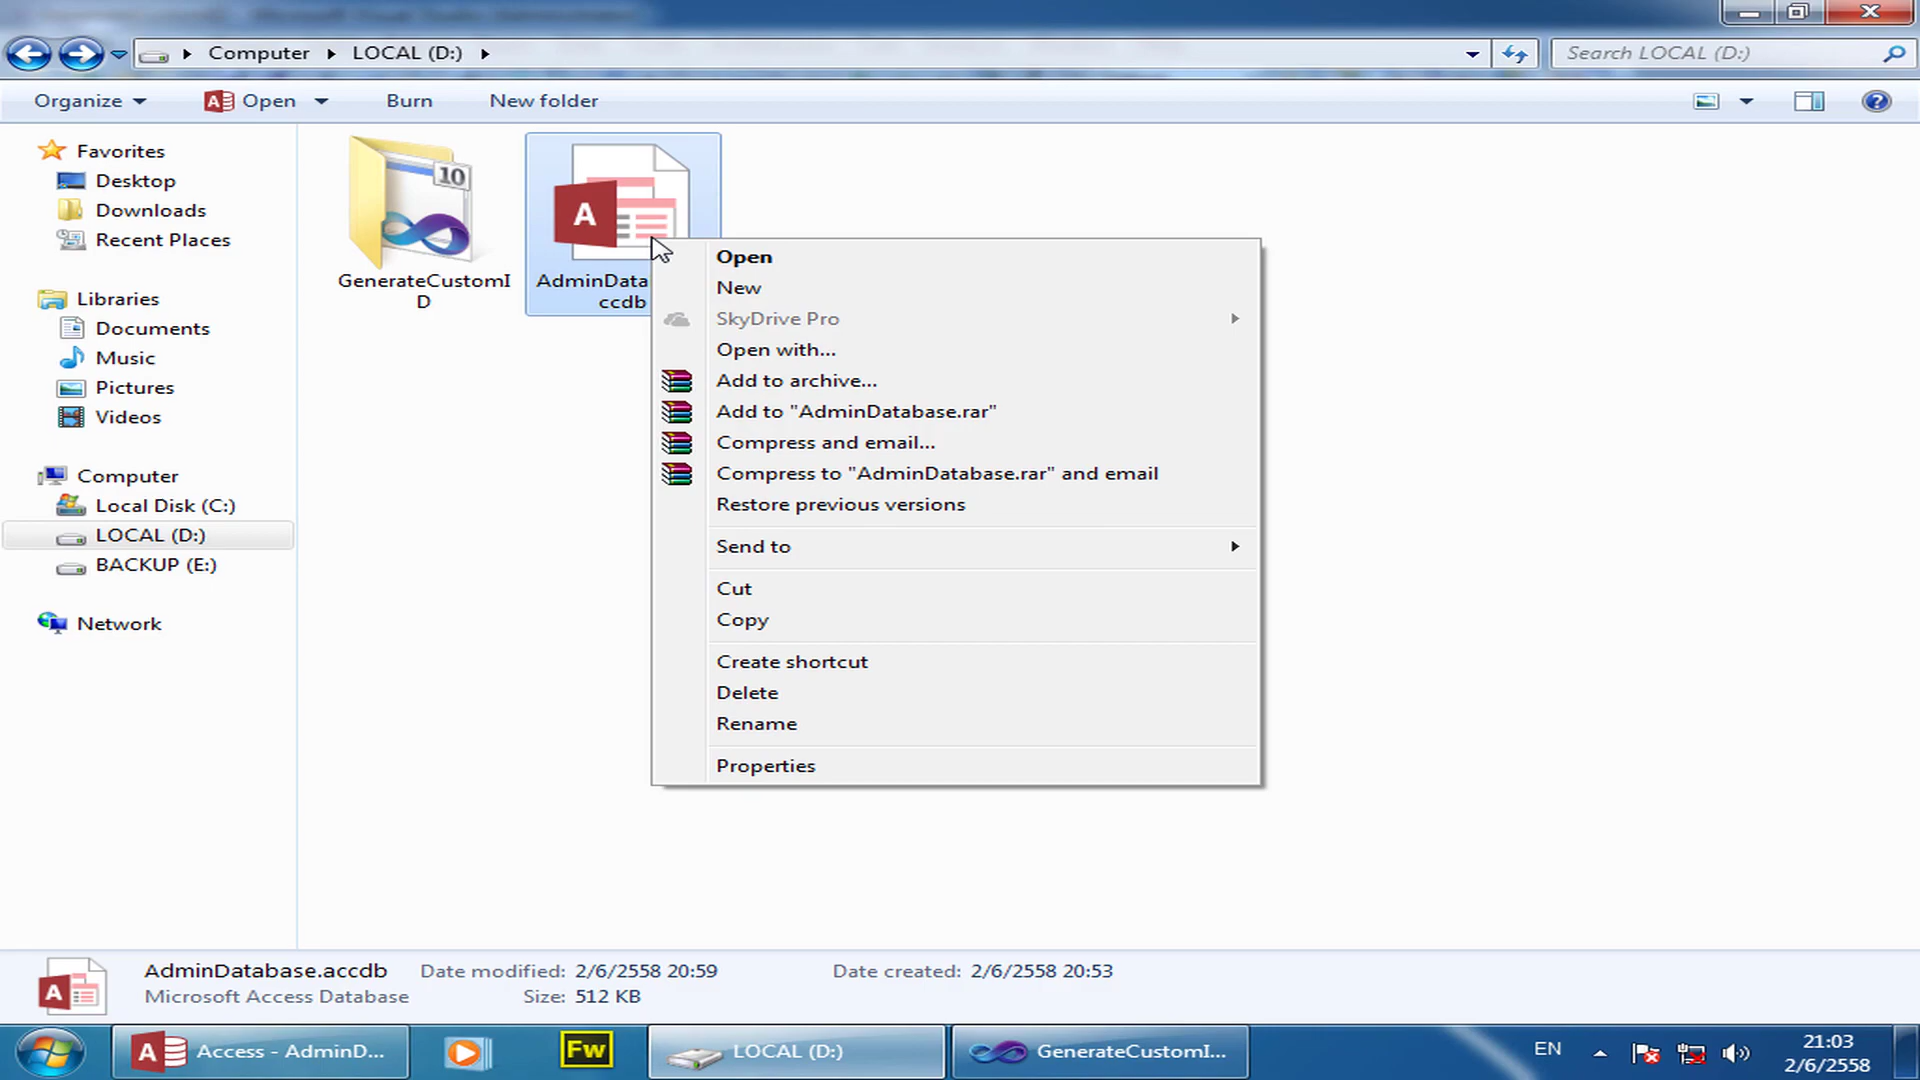 Computer LOCAL (D:)
Search LOCAL (D:)
Organize Open Burn New folder
Favorites
Desktop
Downloads
Recent Places
Libraries
Documents
Music
Pictures
Videos
Computer
Local Disk (C:)
LOCAL (D:)
BACKUP (E:)
Network
10
GenerateCustomI
D
A
AdminData
ccdb
Open
New
SkyDrive Pro
Open with...
Add to archive...
Add to "AdminDatabase.rar"
Compress and email...
Compress to "AdminDatabase.rar" and email
Restore previous versions
Send to
Cut
Copy
Create shortcut
Delete
Rename
Properties
AdminDatabase.accdb Date modified: 2/6/2558 20:59 Date created: 2/6/2558 20:53
Microsoft Access Database Size: 512 KB
Access - AdminD...
Fw
LOCAL (D:)
GenerateCustomI...
EN
21:03
2/6/2558